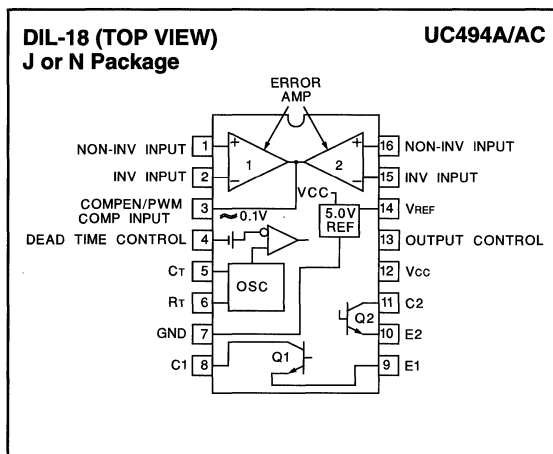 DIL-18 (TOP VIEW)
J or N Package
UC494A/AC
ERROR
AMP
NON-INV INPUT 1 + 1
INV INPUT 2 −
COMPEN/PWM
COMP INPUT 3
≈ 0.1V
DEAD TIME CONTROL 4
CT 5
OSC
RT 6
GND 7
C1 8
Q1
+ 16 NON-INV INPUT
2
− 15 INV INPUT
VCC
5.0V
REF
14 VREF
13 OUTPUT CONTROL
12 VCC
11 C2
Q2
10 E2
9 E1